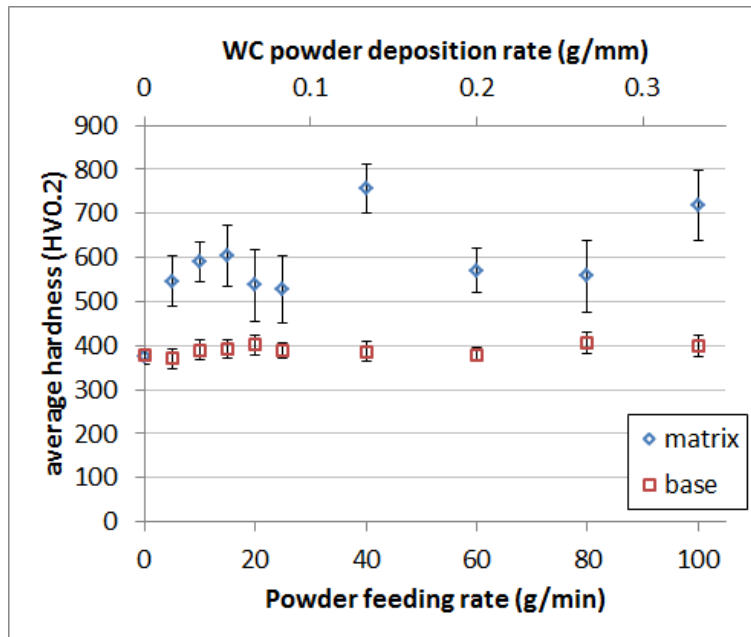 WC powder deposition rate (g/mm)
0 0.1 0.2 0.3
900
800
700
600
500
400
300
200
100
0
average hardness (HV0.2)
matrix
base
0 20 40 60 80 100
Powder feeding rate (g/min)